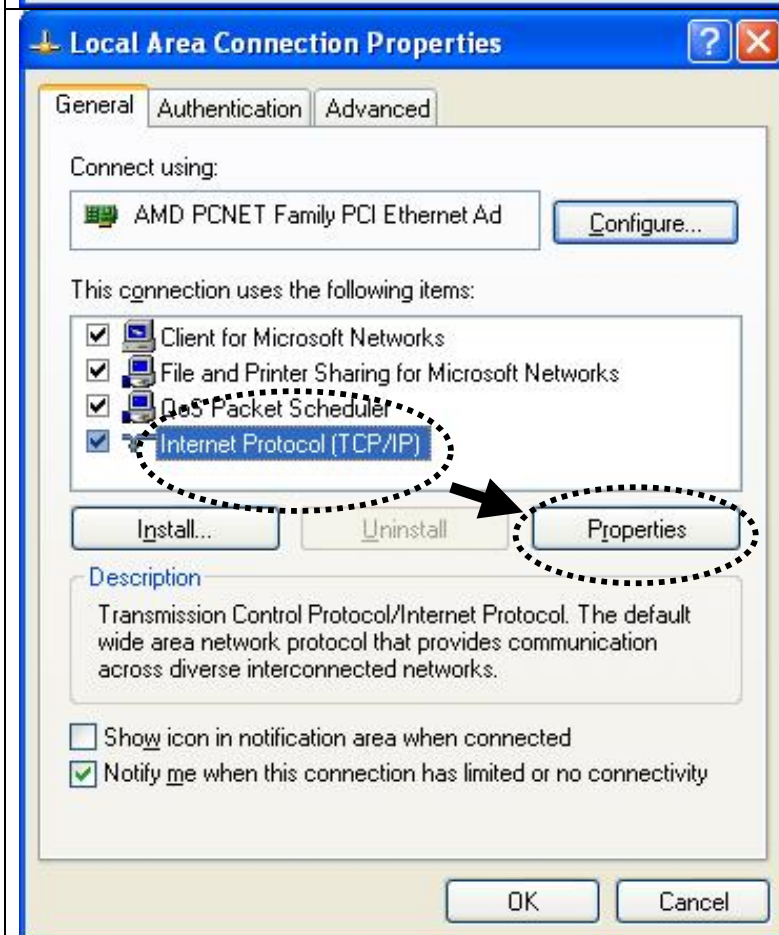 Local Area Connection Properties
General Authentication Advanced
Connect using:
AMD PCNET Family PCI Ethernet Ad
Configure...
This connection uses the following items:
Client for Microsoft Networks
File and Printer Sharing for Microsoft Networks
QoS Packet Scheduler
Internet Protocol (TCP/IP)
Install... Uninstall Properties
Description
Transmission Control Protocol/Internet Protocol. The default
wide area network protocol that provides communication
across diverse interconnected networks.
Show icon in notification area when connected
Notify me when this connection has limited or no connectivity
OK Cancel